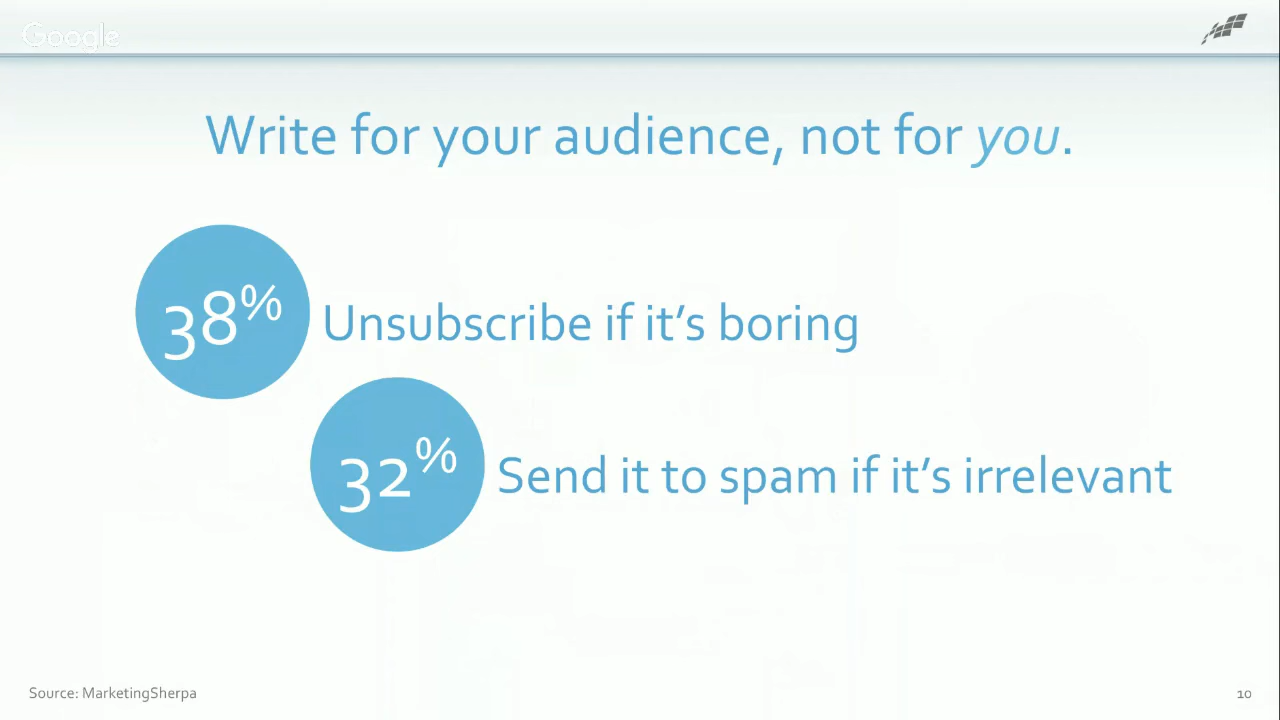 Google
Write for your audience, not for you.
38%
Unsubscribe if it's boring
32%
Send it to spam if it's irrelevant
Source: MarketingSherpa
10